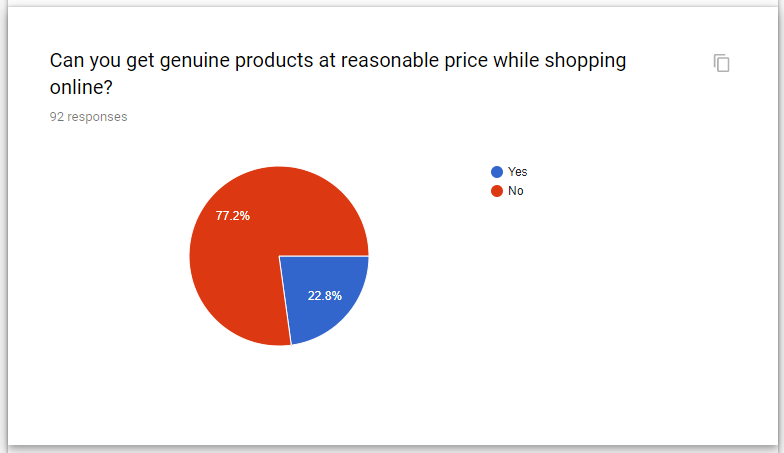 Can you get genuine products at reasonable price while shopping
online?
92 responses
Yes
No
77.2%
22.8%